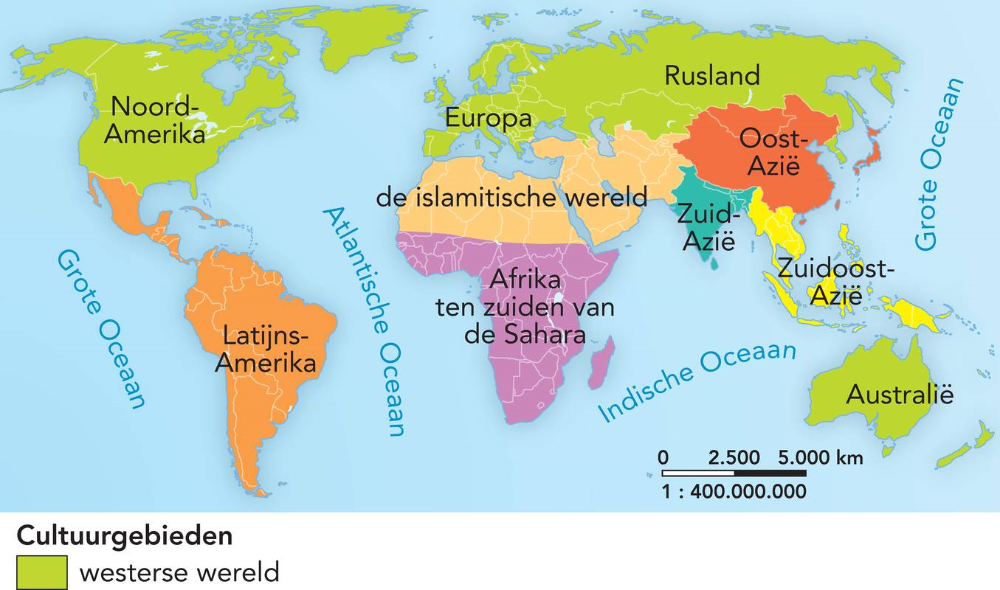 Rusland
Noord-
Amerika
Europa
Oost-
Azië
Grote Oceaan
de islamitische wereld
Zuid-
Azië
Atlantische Oceaan
Grote Oceaan
Zuidoost-
Azië
Afrika
ten zuiden van
de Sahara
Latijns-
Amerika
Indische Oceaan
Australië
0 2.500 5.000 km
1 : 400.000.000
Cultuurgebieden
westerse wereld